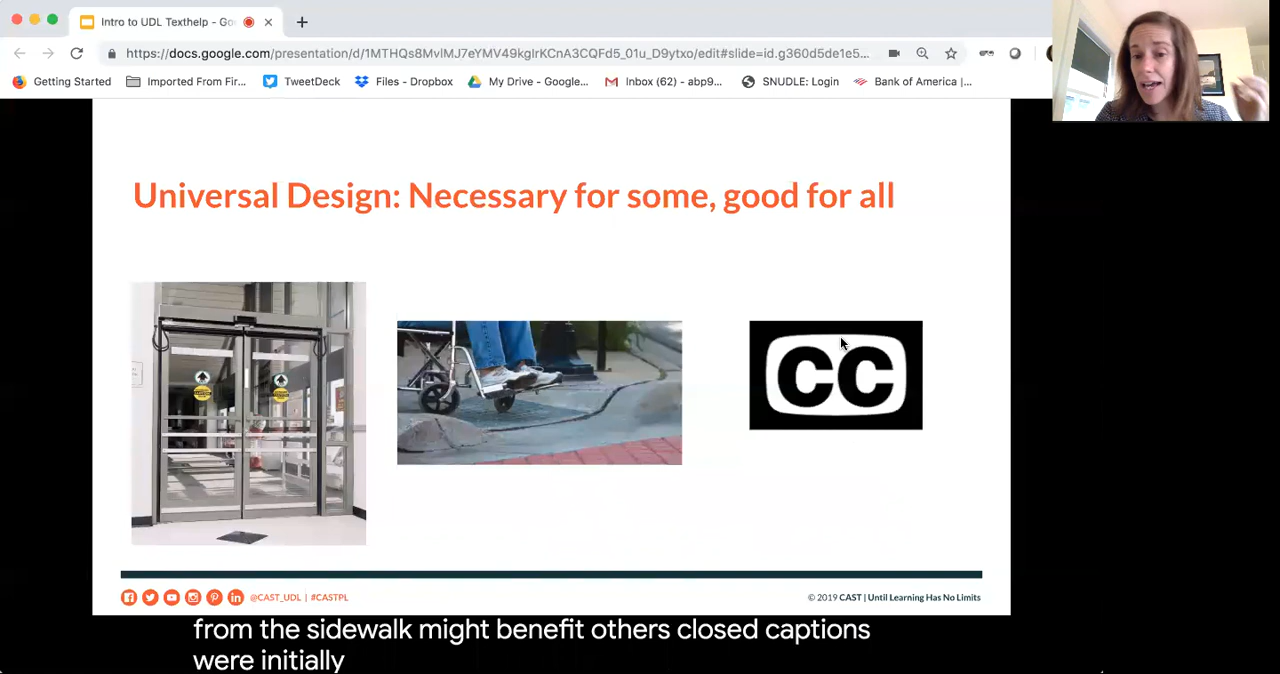 Intro to UDL Texthelp - Go
https://docs.google.com/presentation/d/1MTHQs8MvlMJ7eYMV49kglrKCnA3CQFd5_01u_D9ytxo/edit#slide=id.g360d5de1e5...
Getting Started
Imported From Fir...
TweetDeck
Files - Dropbox
My Drive - Google...
Inbox (62) - abp9...
SNUDLE: Login
Bank of America |...
Universal Design: Necessary for some, good for all
CC
@CAST_UDL | #CASTPL
© 2019 CAST | Until Learning Has No Limits
from the sidewalk might benefit others closed captions
were initially